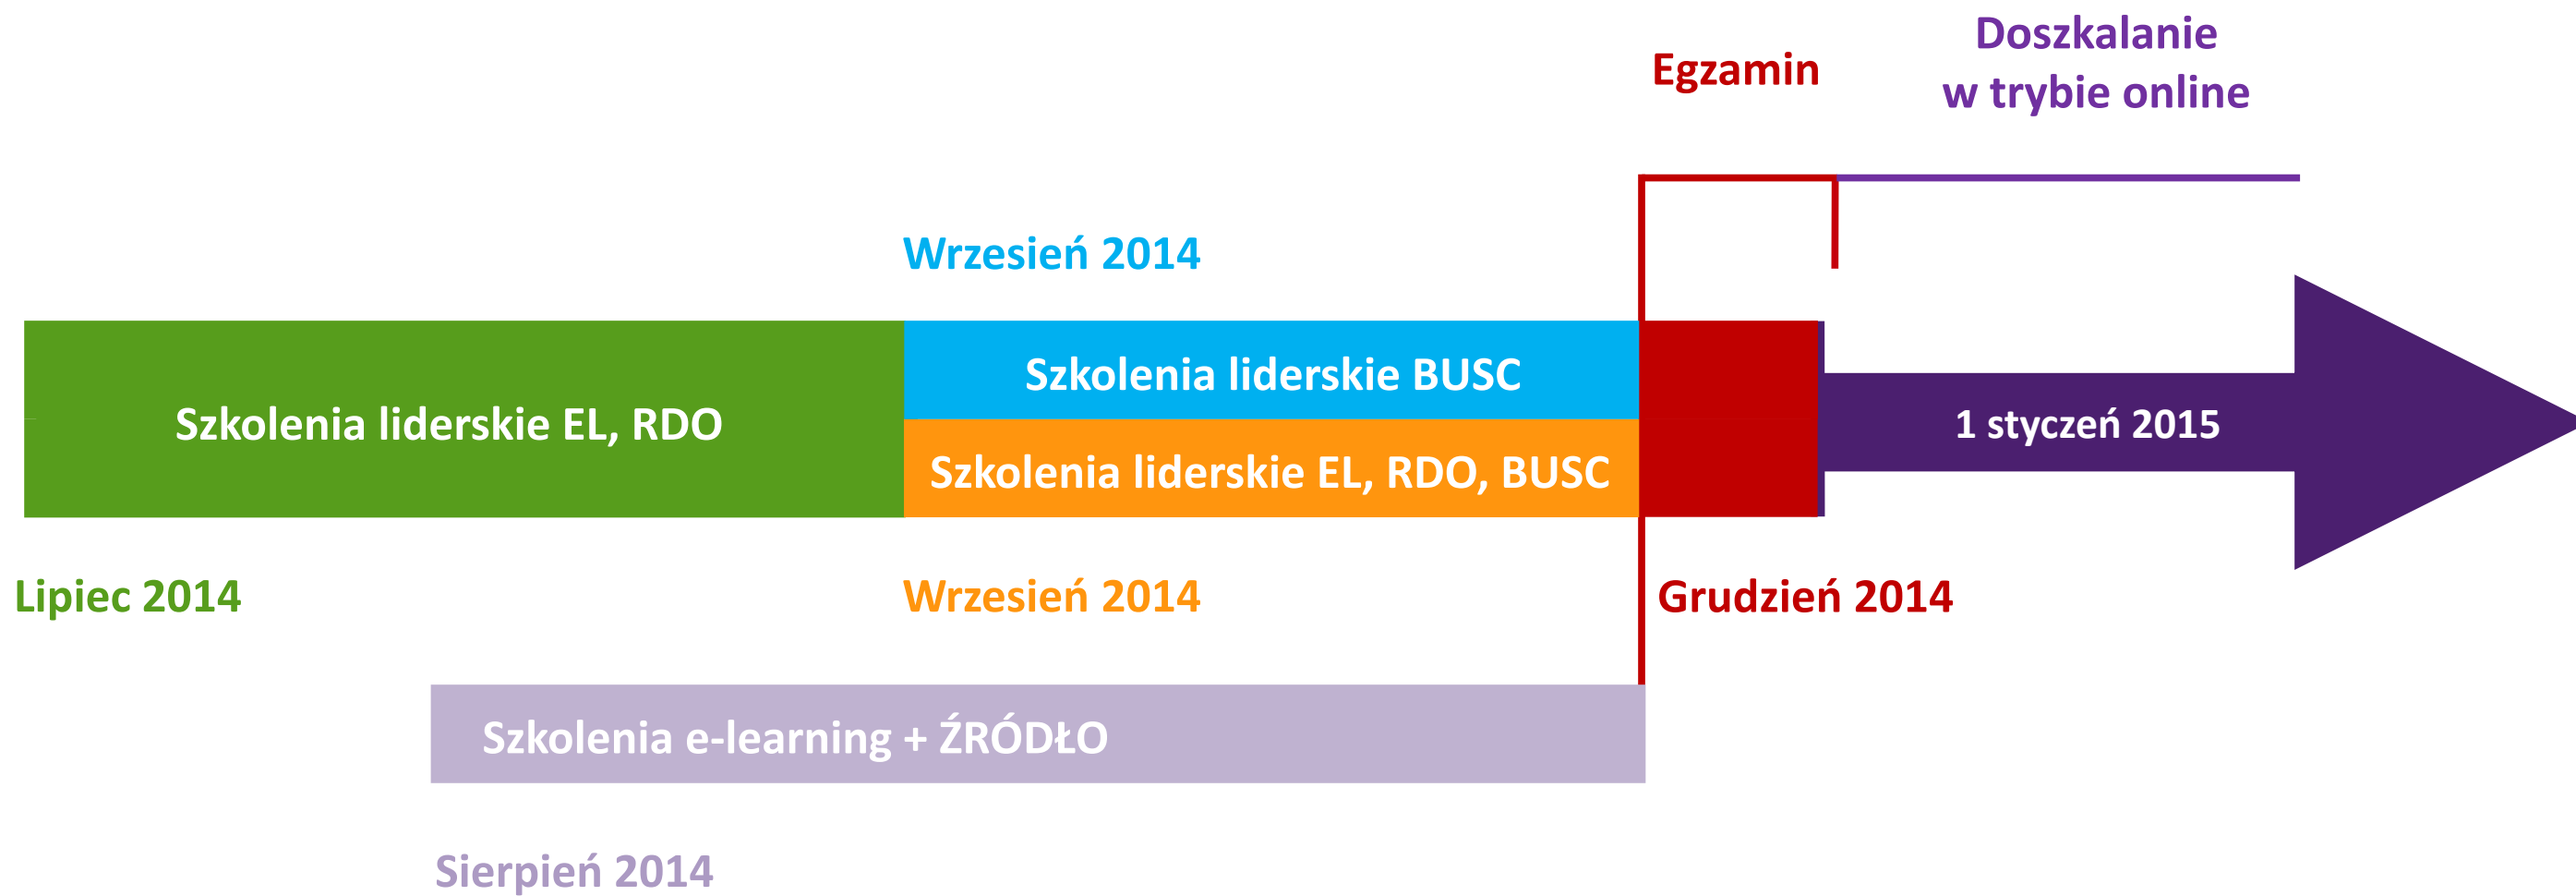 Doszkalanie
w trybie online
Egzamin
Wrzesień 2014
Szkolenia liderskie EL, RDO
Szkolenia liderskie BUSC
Szkolenia liderskie EL, RDO, BUSC
1 styczeń 2015
Lipiec 2014
Wrzesień 2014
Grudzień 2014
Szkolenia e-learning + ŹRÓDŁO
Sierpień 2014